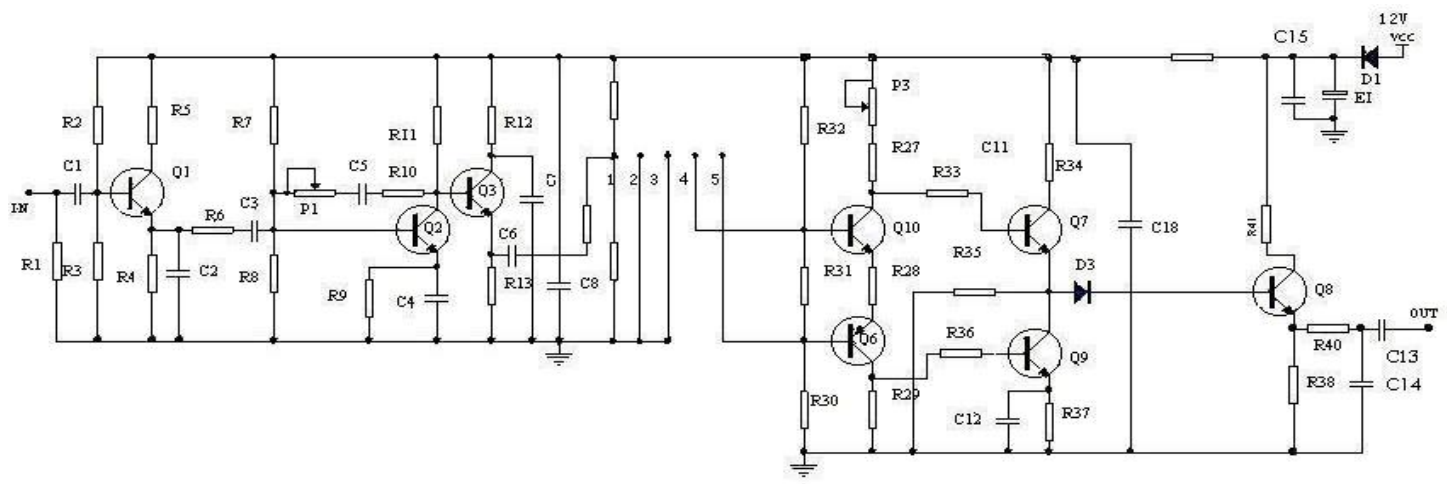 12V
VCC
C15
D1
EI
R2
R5
R7
RI1
R12
P3
R32
R27
C11
R34
C1
Q1
C5
R10
Q3
C7
1
2
3
4
5
R33
IN
P1
R6
C3
Q2
C6
Q10
Q7
C18
R41
R1
R3
R4
C2
R8
R9
C4
R13
C8
R31
R28
R35
D3
Q8
OUT
Q6
R36
Q9
R40
C13
R38
C14
R30
R29
C12
R37